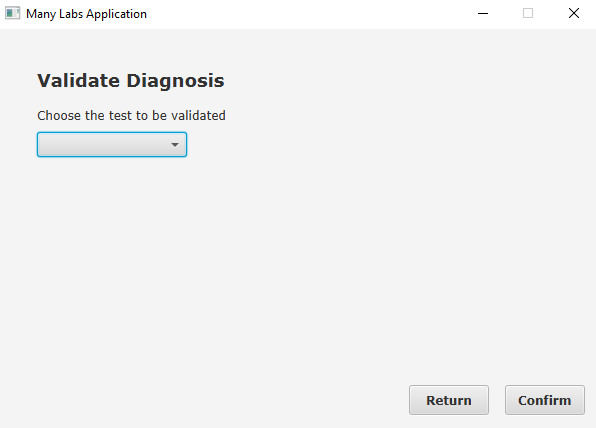 Many Labs Application
Validate Diagnosis
Choose the test to be validated
Return
Confirm